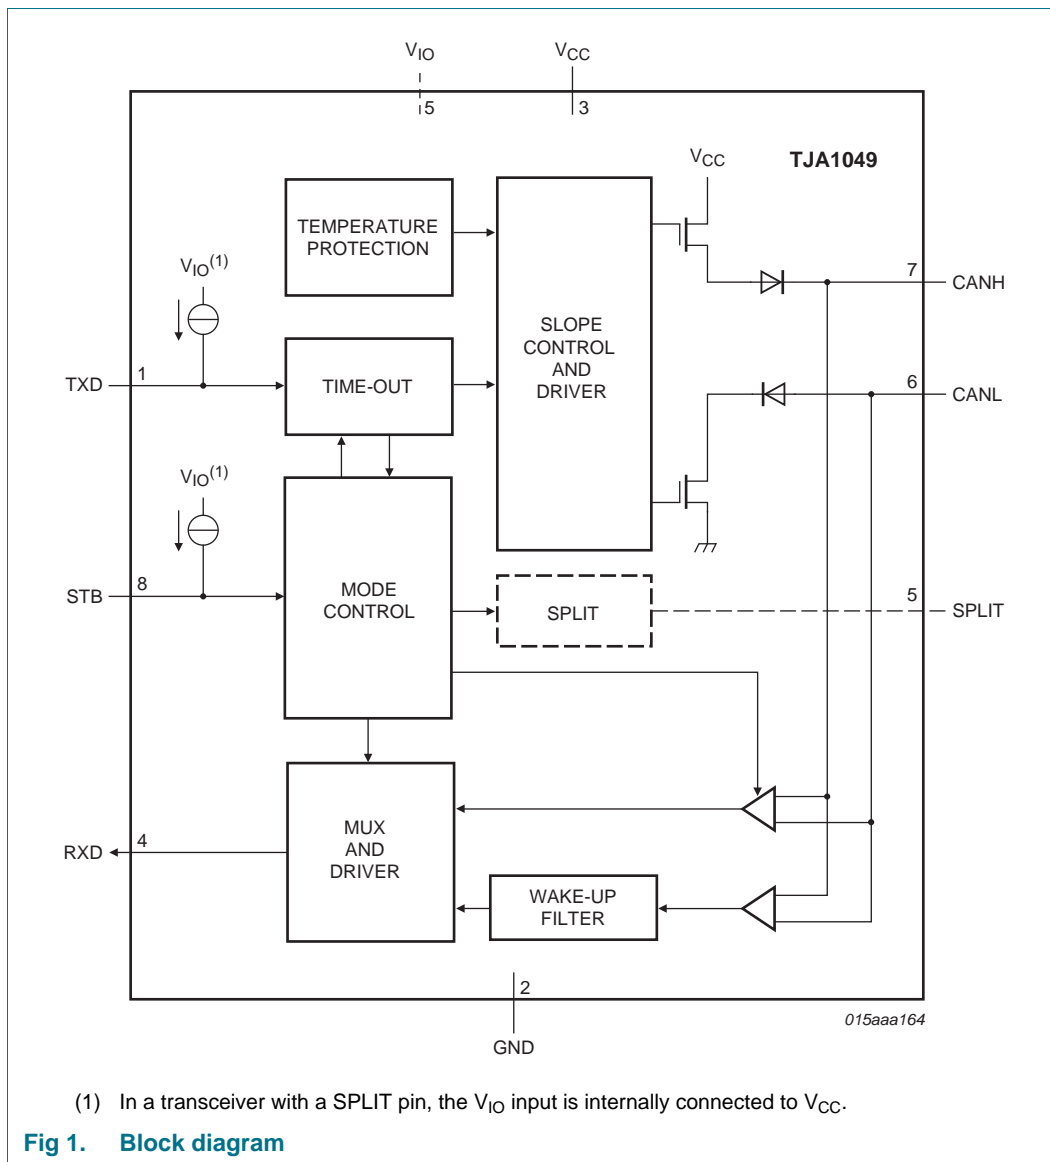 VIO
VCC
5
3
VCC
TJA1049
TEMPERATURE
PROTECTION
VIO(1)
7
CANH
SLOPE
CONTROL
AND
DRIVER
TXD
1
TIME-OUT
6
CANL
VIO(1)
STB
8
MODE
CONTROL
SPLIT
5
SPLIT
MUX
AND
DRIVER
RXD
4
WAKE-UP
FILTER
2
GND
015aaa164
(1) In a transceiver with a SPLIT pin, the VIO input is internally connected to VCC.
Fig 1. Block diagram